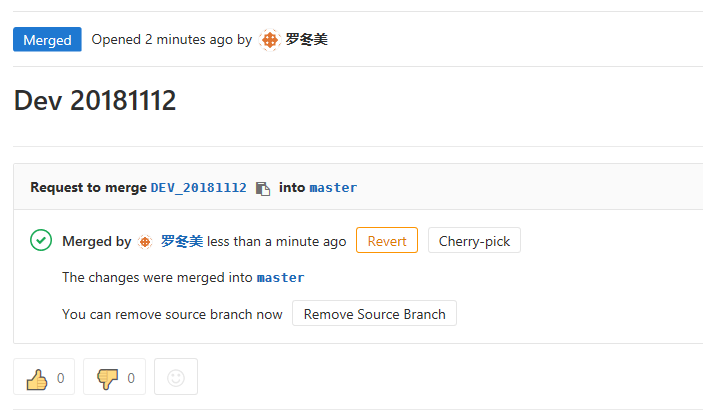 Merged Opened 2 minutes ago by 罗冬美
Dev 20181112
Request to merge DEV_20181112 into master
Merged by 罗冬美 less than a minute ago Revert Cherry-pick
The changes were merged into master
You can remove source branch now Remove Source Branch
0 0